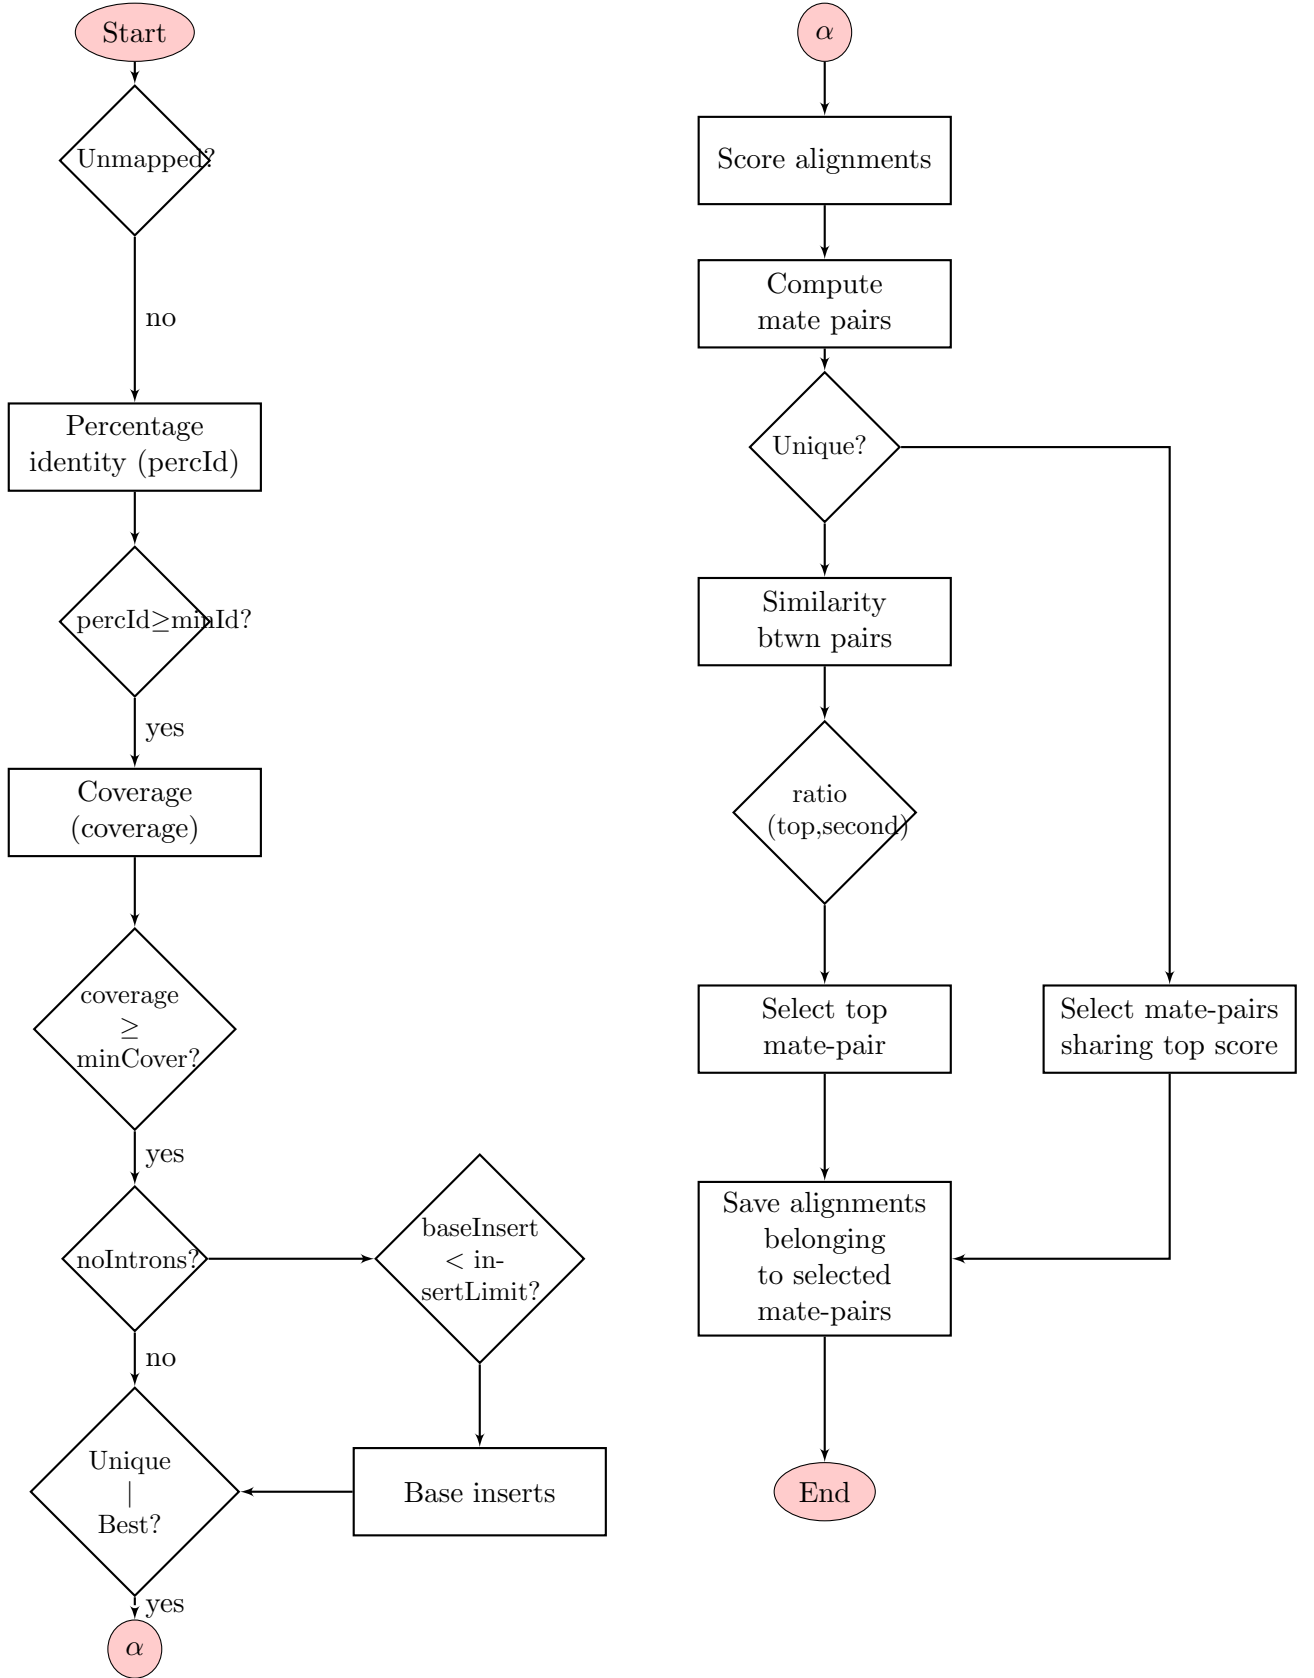 Start
Unmapped?
no
Percentage
identity (percId)
percId≥minId?
yes
Coverage
(coverage)
coverage
≥
minCover?
yes
noIntrons?
baseInsert
< in-
sertLimit?
no
Unique
|
Best?
Base inserts
yes
α
α
Score alignments
Compute
mate pairs
Unique?
Similarity
btwn pairs
ratio
(top,second)
Select top
mate-pair
Select mate-pairs
sharing top score
Save alignments
belonging
to selected
mate-pairs
End